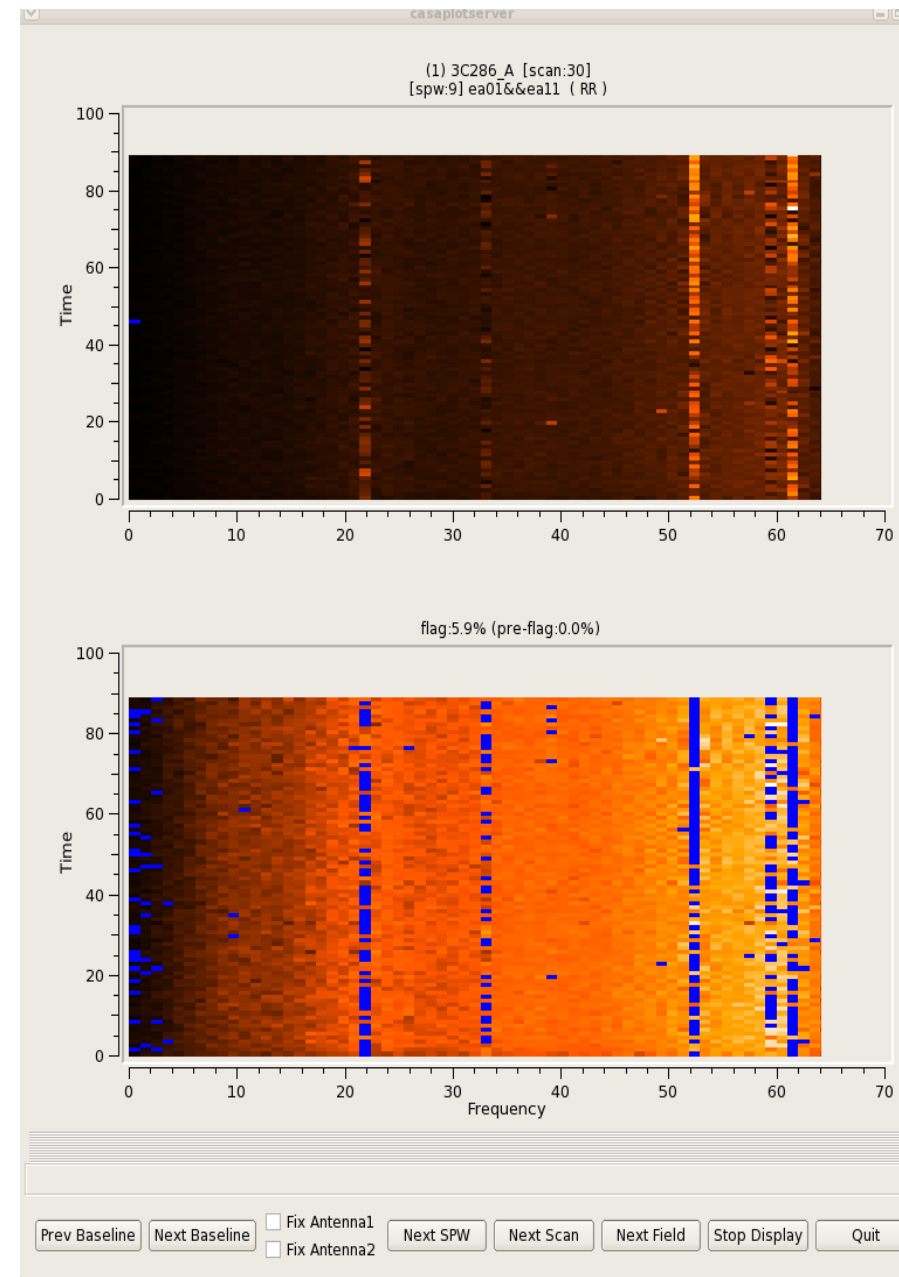 casaplotserver
(1) 3C286_A [scan:30]
[spw:9] ea01&&ea11 ( RR )
100
80
60
40
20
0
Time
0 10 20 30 40 50 60 70
flag:5.9% (pre-flag:0.0%)
100
80
60
40
20
0
Time
0 10 20 30 40 50 60 70
Frequency
Prev Baseline Next Baseline Fix Antenna1 Next SPW Next Scan Next Field Stop Display Quit
Fix Antenna2